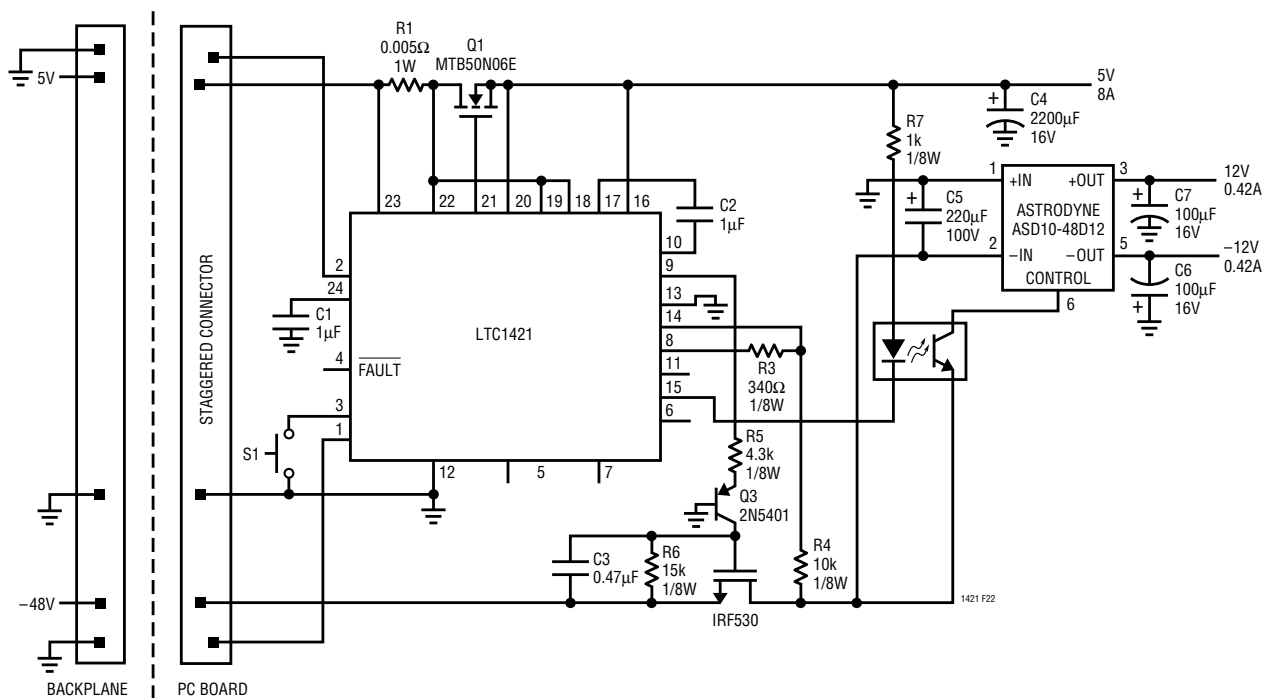 R1
0.005Ω
1W
Q1
MTB50N06E
5V
8A
5V
R7
1k
1/8W
+
C4
2200µF
16V
23
22
21
20
19
18
17
16
C2
1µF
1
+IN
+OUT
3
12V
0.42A
+
C5
220µF
100V
ASTRODYNE
ASD10-48D12
+
C7
100µF
16V
2
–IN
–OUT
5
–12V
0.42A
CONTROL
6
C6
100µF
16V
+
STAGGERED CONNECTOR
2
24
C1
1µF
4
FAULT
3
1
S1
LTC1421
10
9
13
14
8
11
15
6
R3
340Ω
1/8W
12
5
7
R5
4.3k
1/8W
Q3
2N5401
C3
0.47µF
R6
15k
1/8W
R4
10k
1/8W
IRF530
1421 F22
–48V
BACKPLANE
PC BOARD